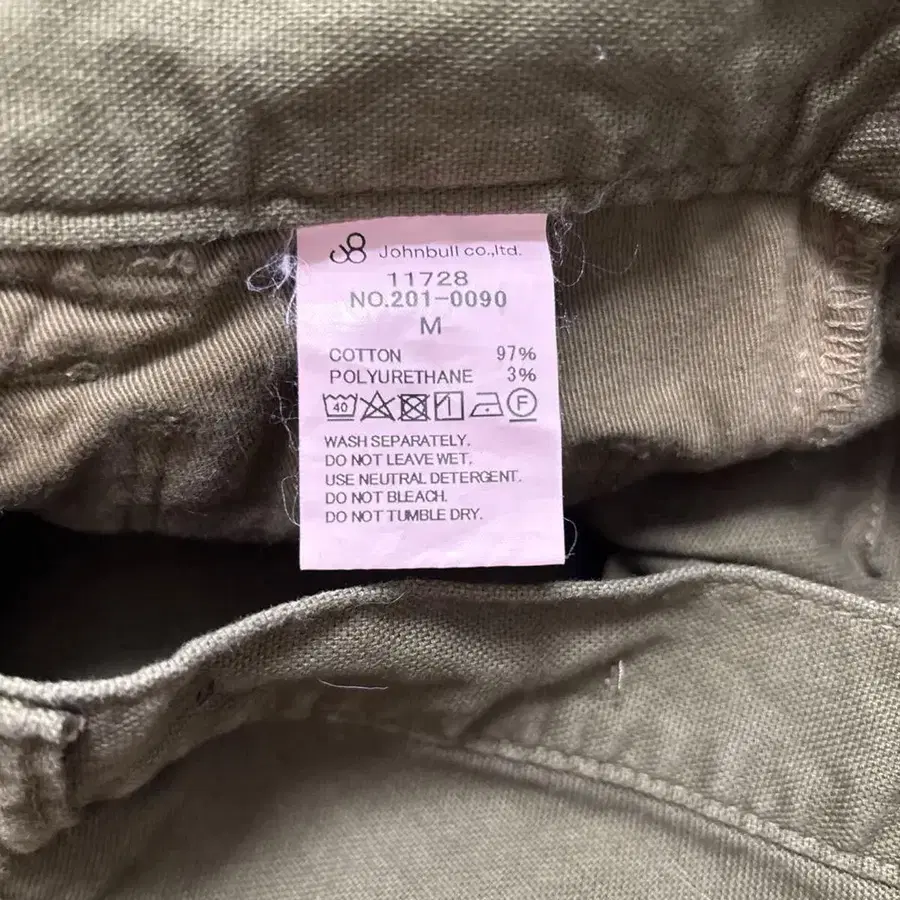 Johnbull co.,ltd.
11728
NO.201-0090
M
COTTON 97%
POLYURETHANE 3%
40 F
WASH SEPARATELY.
DO NOT LEAVE WET.
USE NEUTRAL DETERGENT.
DO NOT BLEACH.
DO NOT TUMBLE DRY.